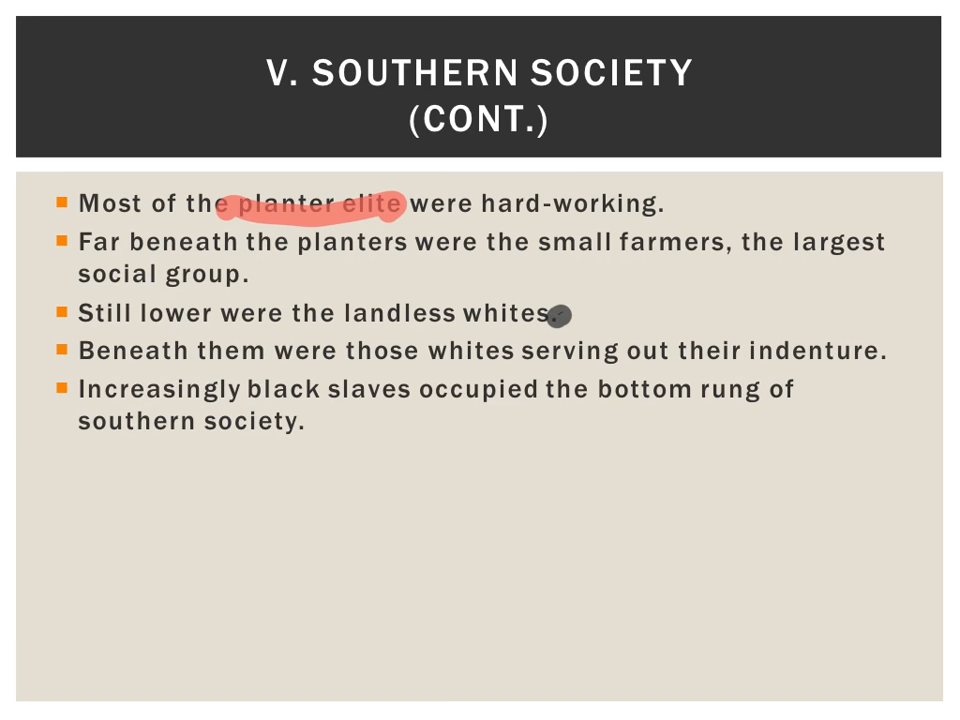 V. SOUTHERN SOCIETY
(CONT.)
Most of the planter elite were hard-working.
Far beneath the planters were the small farmers, the largest
social group.
Still lower were the landless whites.
Beneath them were those whites serving out their indenture.
Increasingly black slaves occupied the bottom rung of
southern society.